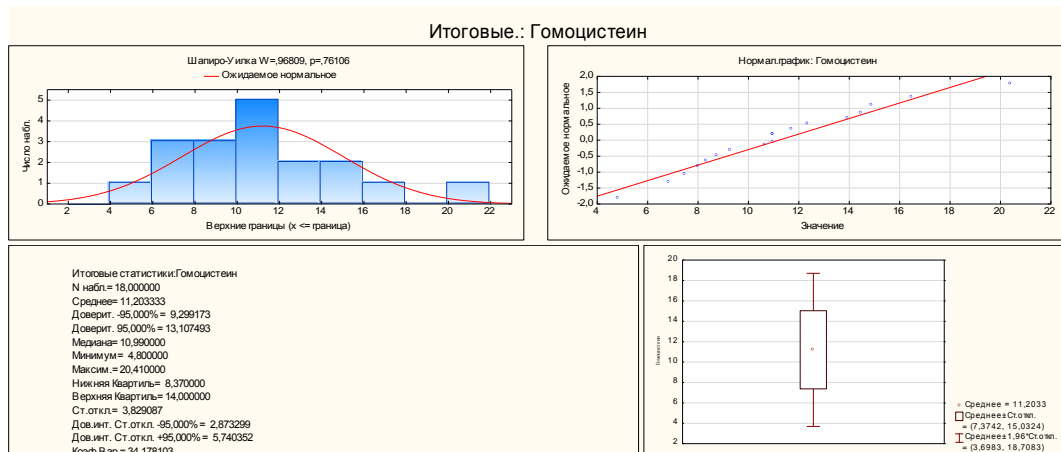 Итоговые.: Гомоцистеин
Шапиро-Уилка W=,96809, p=,76106
Ожидаемое нормальное
Число набл.
5
4
3
2
1
0
2 4 6 8 10 12 14 16 18 20 22
Верхние границы (x <= граница)
Нормал.график: Гомоцистеин
Ожидаемое нормальное
2,0
1,5
1,0
0,5
0,0
-0,5
-1,0
-1,5
-2,0
4 6 8 10 12 14 16 18 20 22
Значение
Итоговые статистики:Гомоцистеин
N набл.= 18,000000
Среднее= 11,203333
Доверит. -95,000% = 9,299173
Доверит. 95,000% = 13,107493
Медиана= 10,990000
Минимум= 4,800000
Максим.= 20,410000
Нижняя Квартиль= 8,370000
Верхняя Квартиль= 14,000000
Ст.откл.= 3,829087
Дов.инт. Ст.откл. -95,000% = 2,873299
Дов.инт. Ст.откл. +95,000% = 5,740352
Коэф.Вар.= 34,178103
Гомоцистеин
20
18
16
14
12
10
8
6
4
2
Среднее = 11,2033
Среднее±Ст.откл.
= (7,3742, 15,0324)
Среднее±1,96*Ст.откл.
= (3,6983, 18,7083)